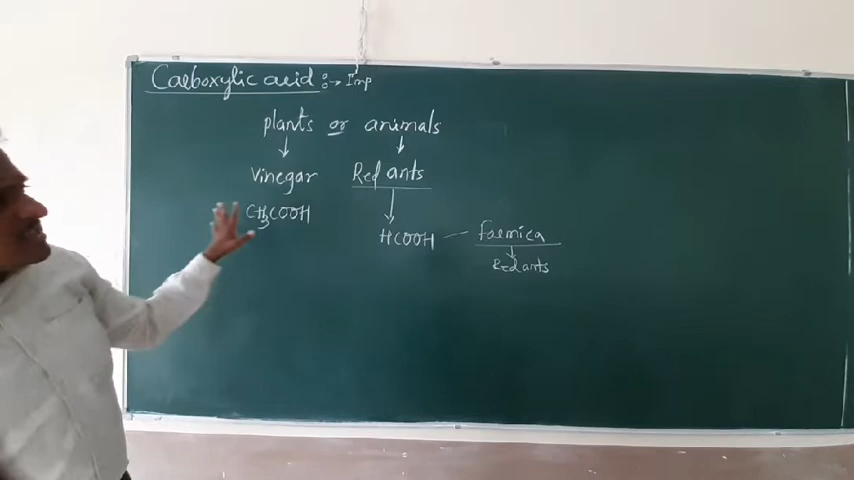 Carboxylic acid :→ Imp
plants or animals
↓ ↓
Vinegar Red ants
↓
CH3COOH
HCOOH — formica
↓
Red ants